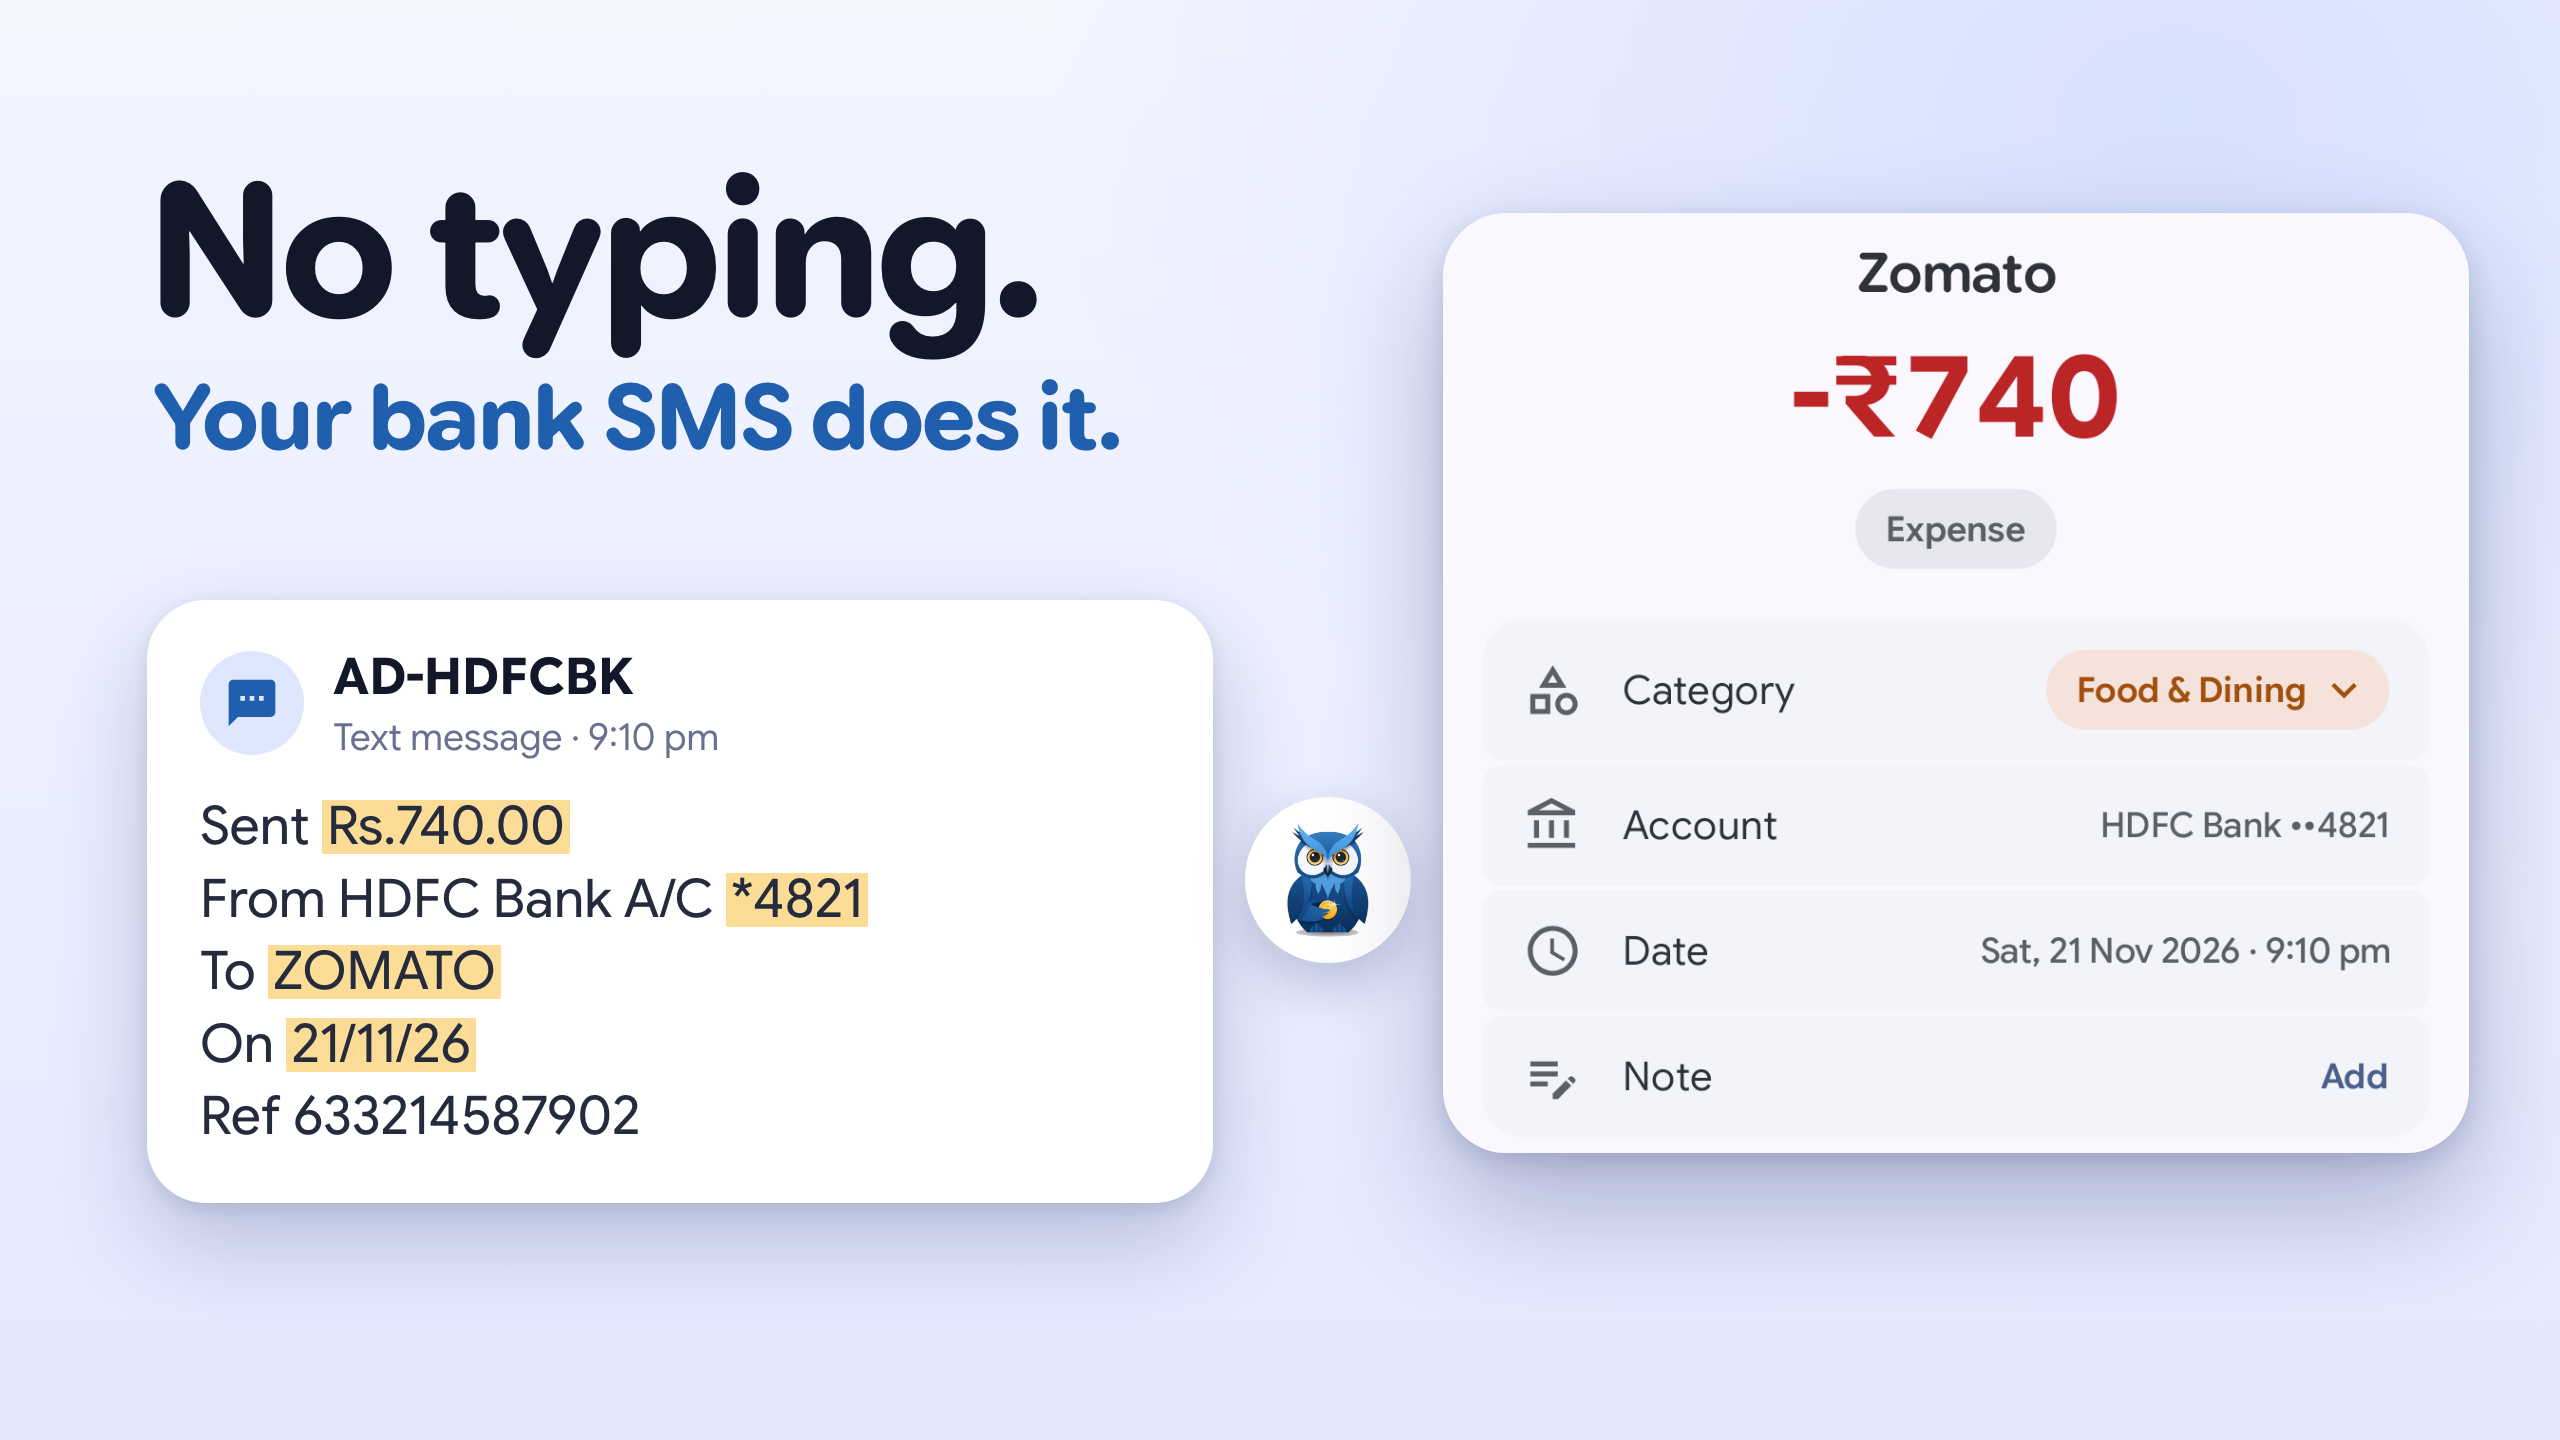 No typing.
Your bank SMS does it.
AD-HDFCBK
Text message · 9:10 pm
Sent Rs.740.00
From HDFC Bank A/C *4821
To ZOMATO
On 21/11/26
Ref 633214587902
Zomato
-₹740
Expense
Category Food & Dining
Account HDFC Bank ••4821
Date Sat, 21 Nov 2026 · 9:10 pm
Note Add